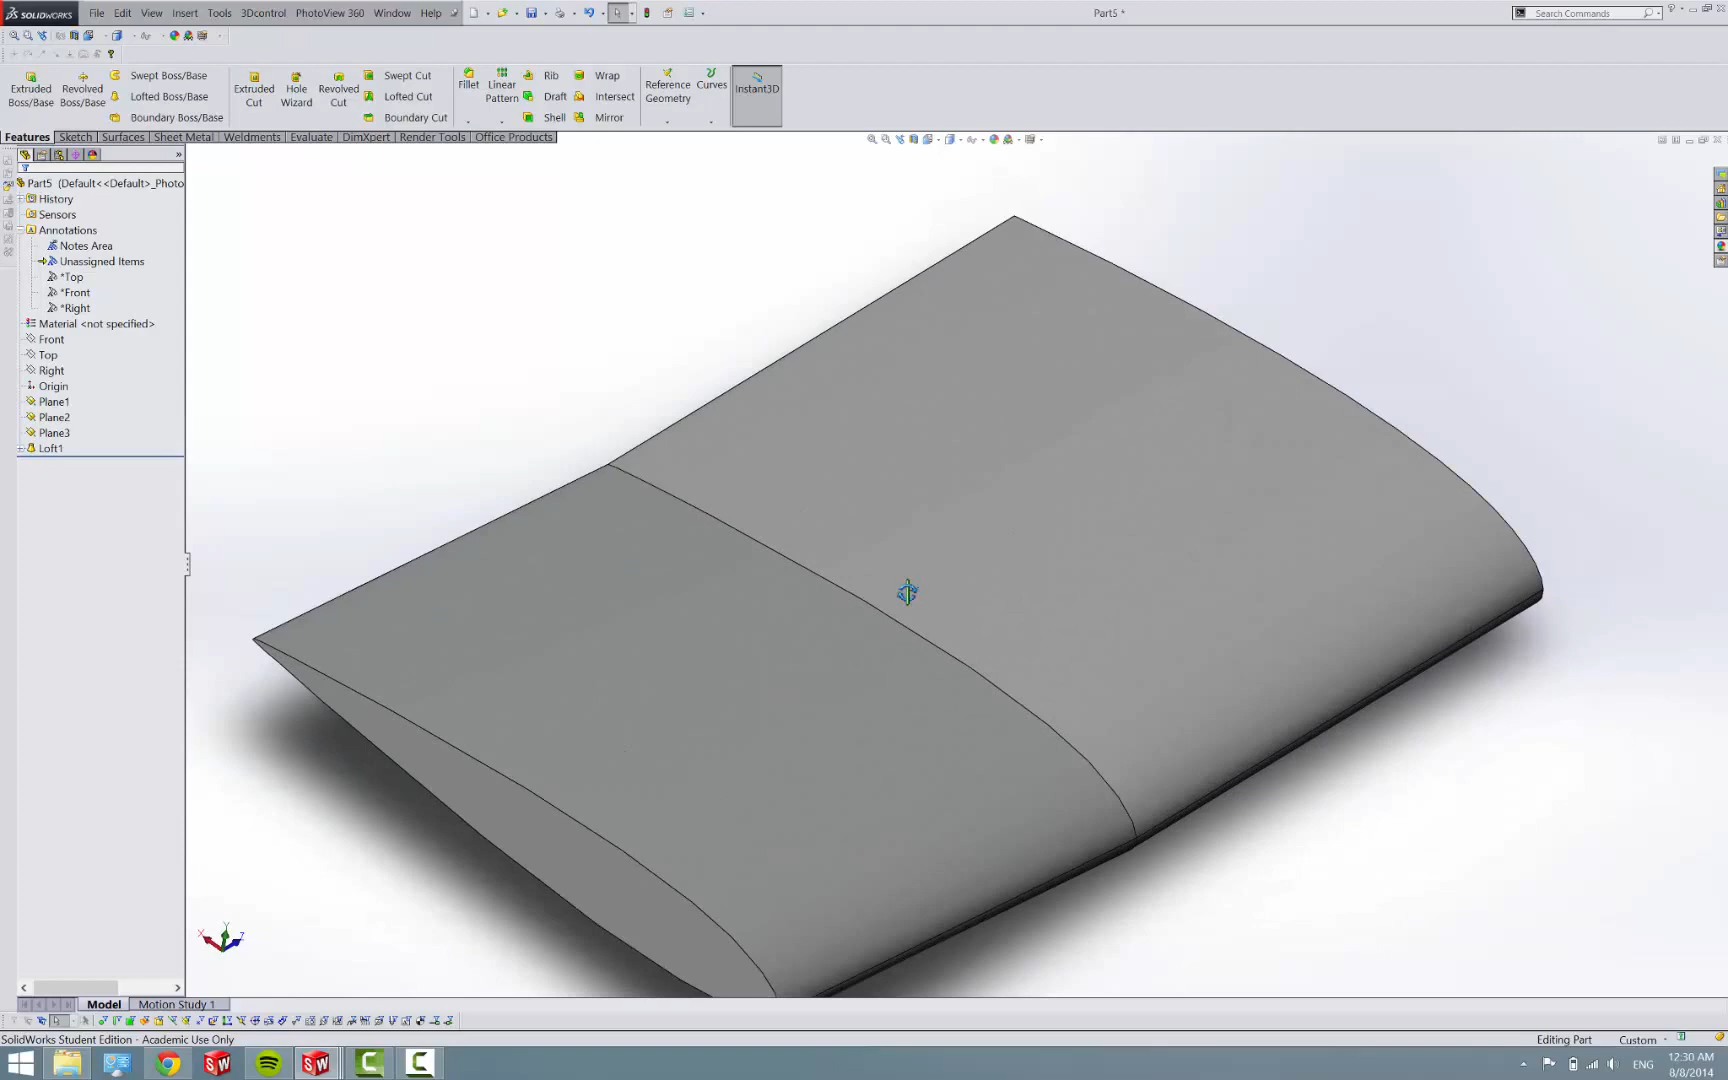 SOLIDWORKS File Edit View Insert Tools 3Dcontrol PhotoView 360 Window Help Part5 * Search Commands
Extruded Boss/Base
Revolved Boss/Base
Swept Boss/Base
Lofted Boss/Base
Boundary Boss/Base
Extruded Cut
Hole Wizard
Revolved Cut
Swept Cut
Lofted Cut
Boundary Cut
Fillet
Linear Pattern
Rib
Draft
Shell
Wrap
Intersect
Mirror
Reference Geometry
Curves
Instant3D
Features Sketch Surfaces Sheet Metal Weldments Evaluate DimXpert Render Tools Office Products
Part5 (Default<<Default>_Photo
History
Sensors
Annotations
Notes Area
Unassigned Items
*Top
*Front
*Right
Material <not specified>
Front
Top
Right
Origin
Plane1
Plane2
Plane3
Loft1
X Y Z
Model Motion Study 1
SolidWorks Student Edition - Academic Use Only Editing Part Custom
ENG 12:30 AM
8/8/2014